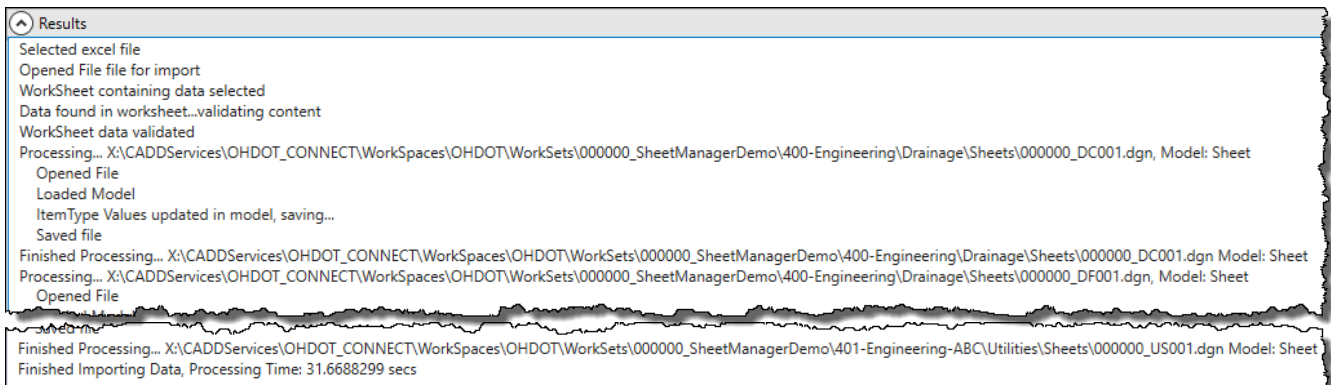 Results
Selected excel file
Opened File file for import
WorkSheet containing data selected
Data found in worksheet...validating content
WorkSheet data validated
Processing... X:\CADDServices\OHDOT_CONNECT\WorkSpaces\OHDOT\WorkSets\000000_SheetManagerDemo\400-Engineering\Drainage\Sheets\000000_DC001.dgn, Model: Sheet
Opened File
Loaded Model
ItemType Values updated in model, saving...
Saved file
Finished Processing... X:\CADDServices\OHDOT_CONNECT\WorkSpaces\OHDOT\WorkSets\000000_SheetManagerDemo\400-Engineering\Drainage\Sheets\000000_DC001.dgn Model: Sheet
Processing... X:\CADDServices\OHDOT_CONNECT\WorkSpaces\OHDOT\WorkSets\000000_SheetManagerDemo\400-Engineering\Drainage\Sheets\000000_DF001.dgn, Model: Sheet
Opened File
Finished Processing... X:\CADDServices\OHDOT_CONNECT\WorkSpaces\OHDOT\WorkSets\000000_SheetManagerDemo\401-Engineering-ABC\Utilities\Sheets\000000_US001.dgn Model: Sheet
Finished Importing Data, Processing Time: 31.6688299 secs